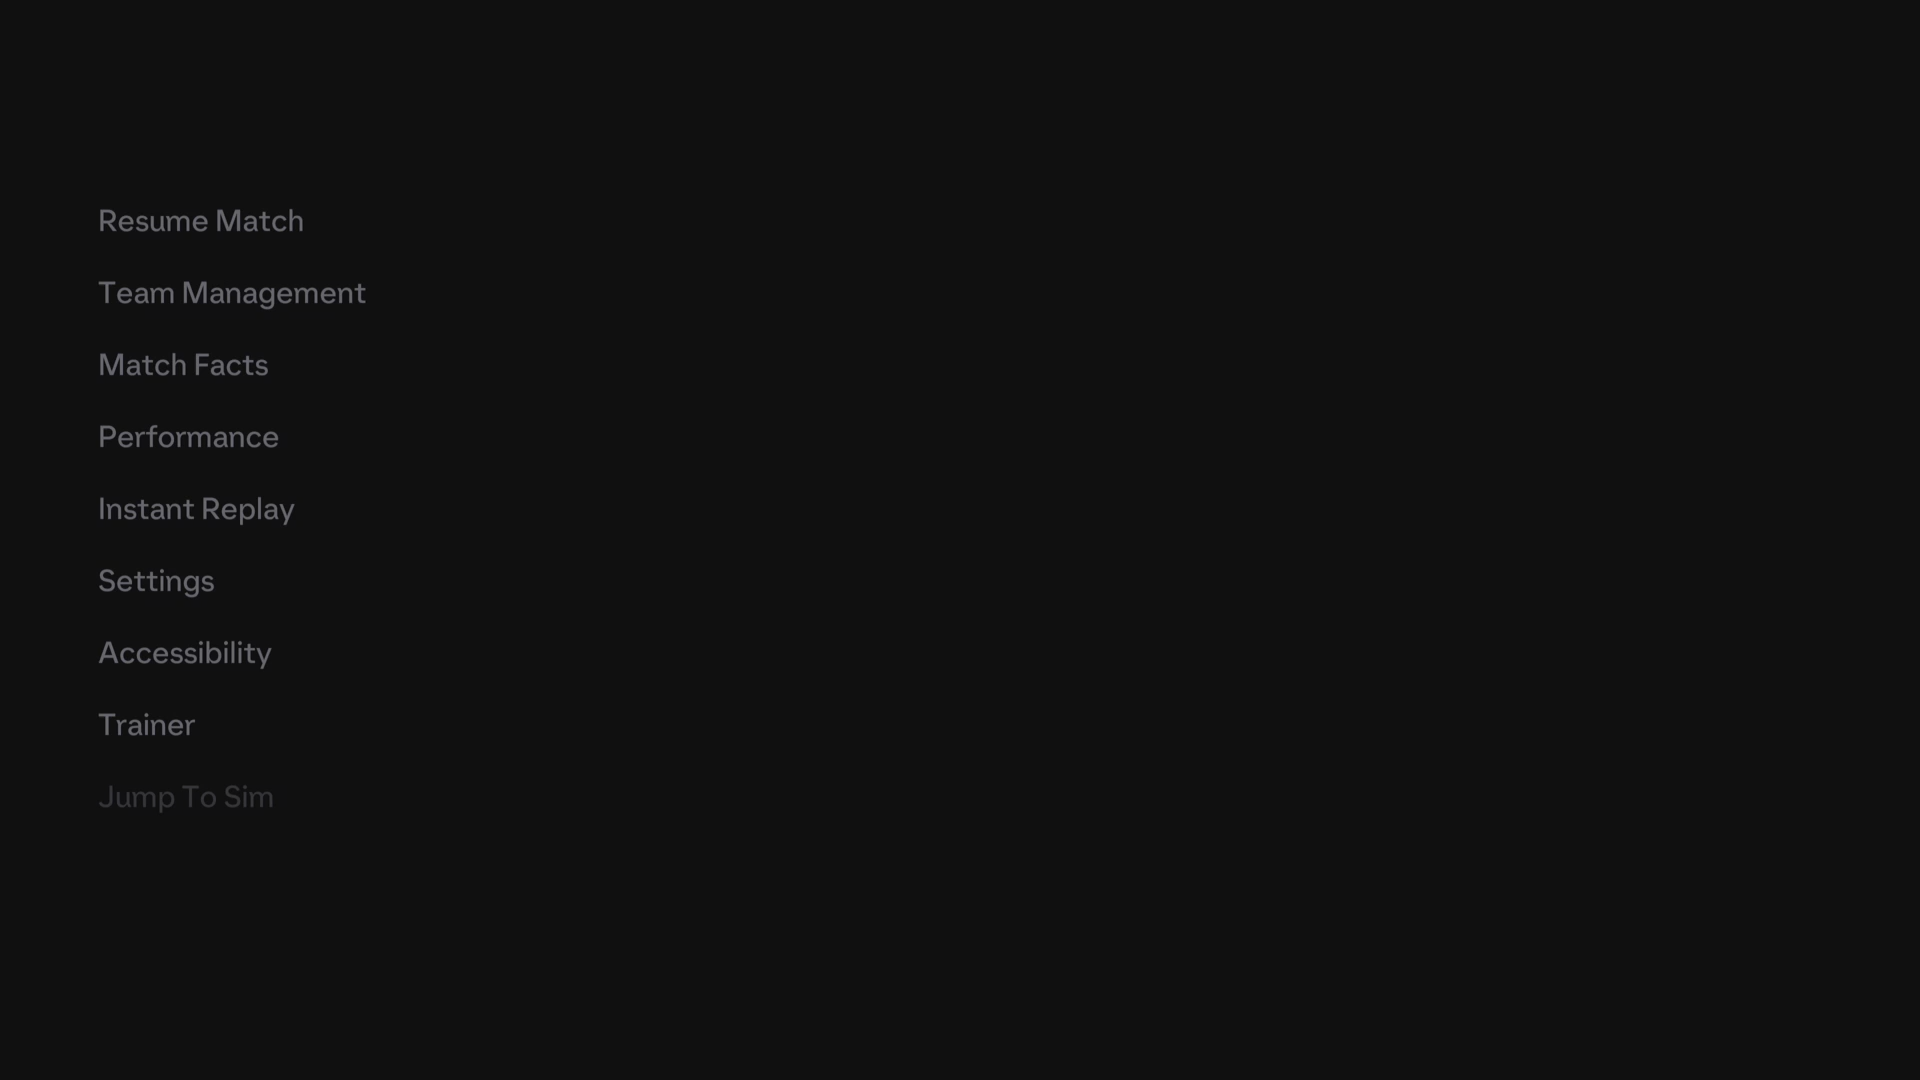 Resume Match
Team Management
Match Facts
Performance
Instant Replay
Settings
Accessibility
Trainer
Jump To Sim